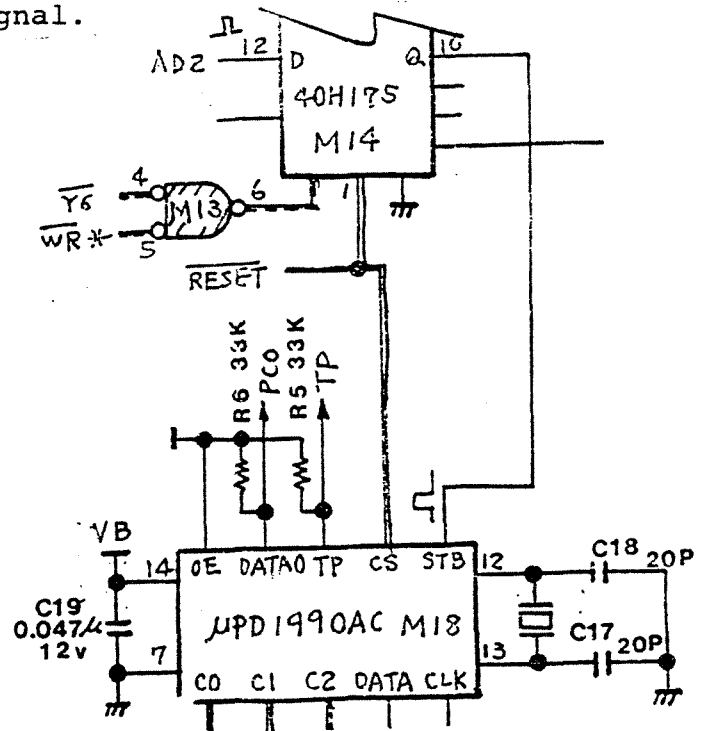 gnal.
12
10
AD2
D
Q
40H175
M14
4
Y6
6
M13
1
WR*
5
RESET
R6 33K
PC0
R5 33K
TP
VB
14
OE
DATAO
TP
CS
STB
12
C18
20P
C19
0.047μ
12v
μPD1990AC M18
C17
20P
7
13
C0
C1
C2
DATA
CLK